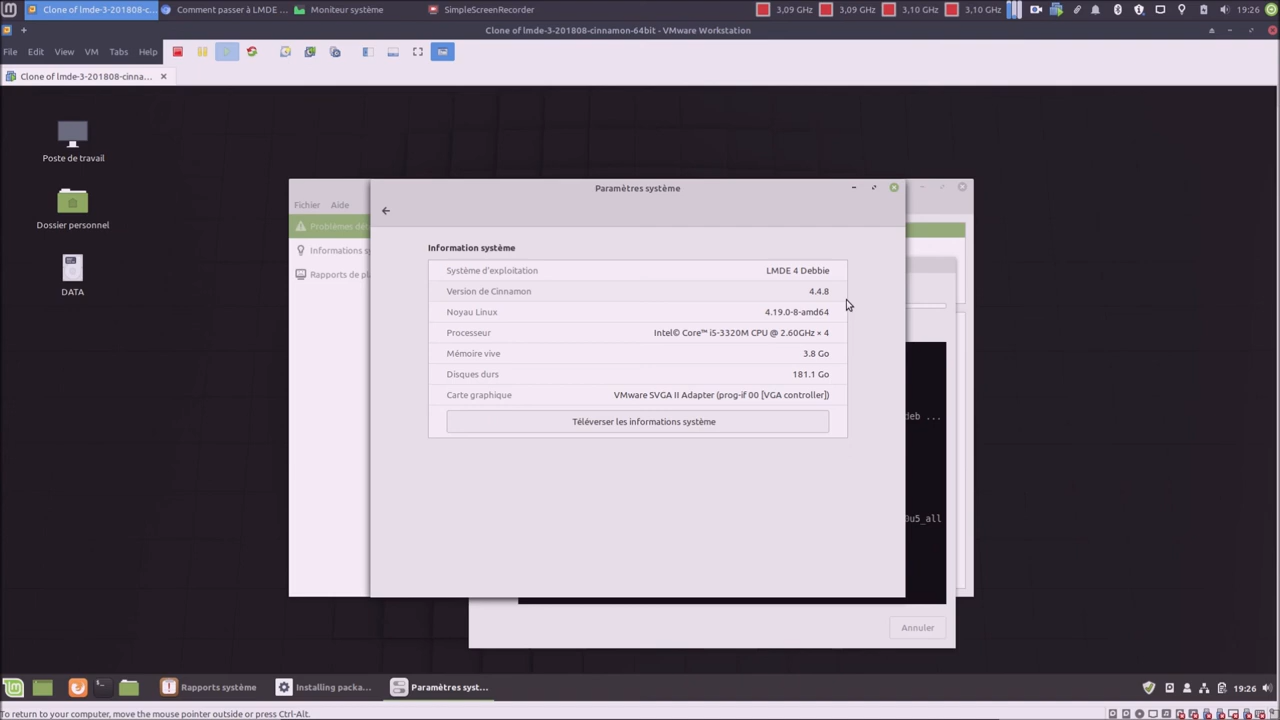 Clone of lmde-3-201808-c...
Comment passer à LMDE ...
Moniteur système
SimpleScreenRecorder
3,09 GHz
3,09 GHz
3,10 GHz
3,10 GHz
19:26
Clone of lmde-3-201808-cinnamon-64bit - VMware Workstation
File Edit View VM Tabs Help
Clone of lmde-3-201808-cinna...
Poste de travail
Dossier personnel
DATA
Fichier Aide
Problèmes dé
Informations s
Rapports de pl
Paramètres système
Information système
Système d'exploitation LMDE 4 Debbie
Version de Cinnamon 4.4.8
Noyau Linux 4.19.0-8-amd64
Processeur Intel© Core™ i5-3320M CPU @ 2.60GHz × 4
Mémoire vive 3.8 Go
Disques durs 181.1 Go
Carte graphique VMware SVGA II Adapter (prog-if 00 [VGA controller])
Téléverser les informations système
deb ...
0u5_all
Annuler
Rapports système
Installing packa...
Paramètres syst...
19:26
To return to your computer, move the mouse pointer outside or press Ctrl-Alt.